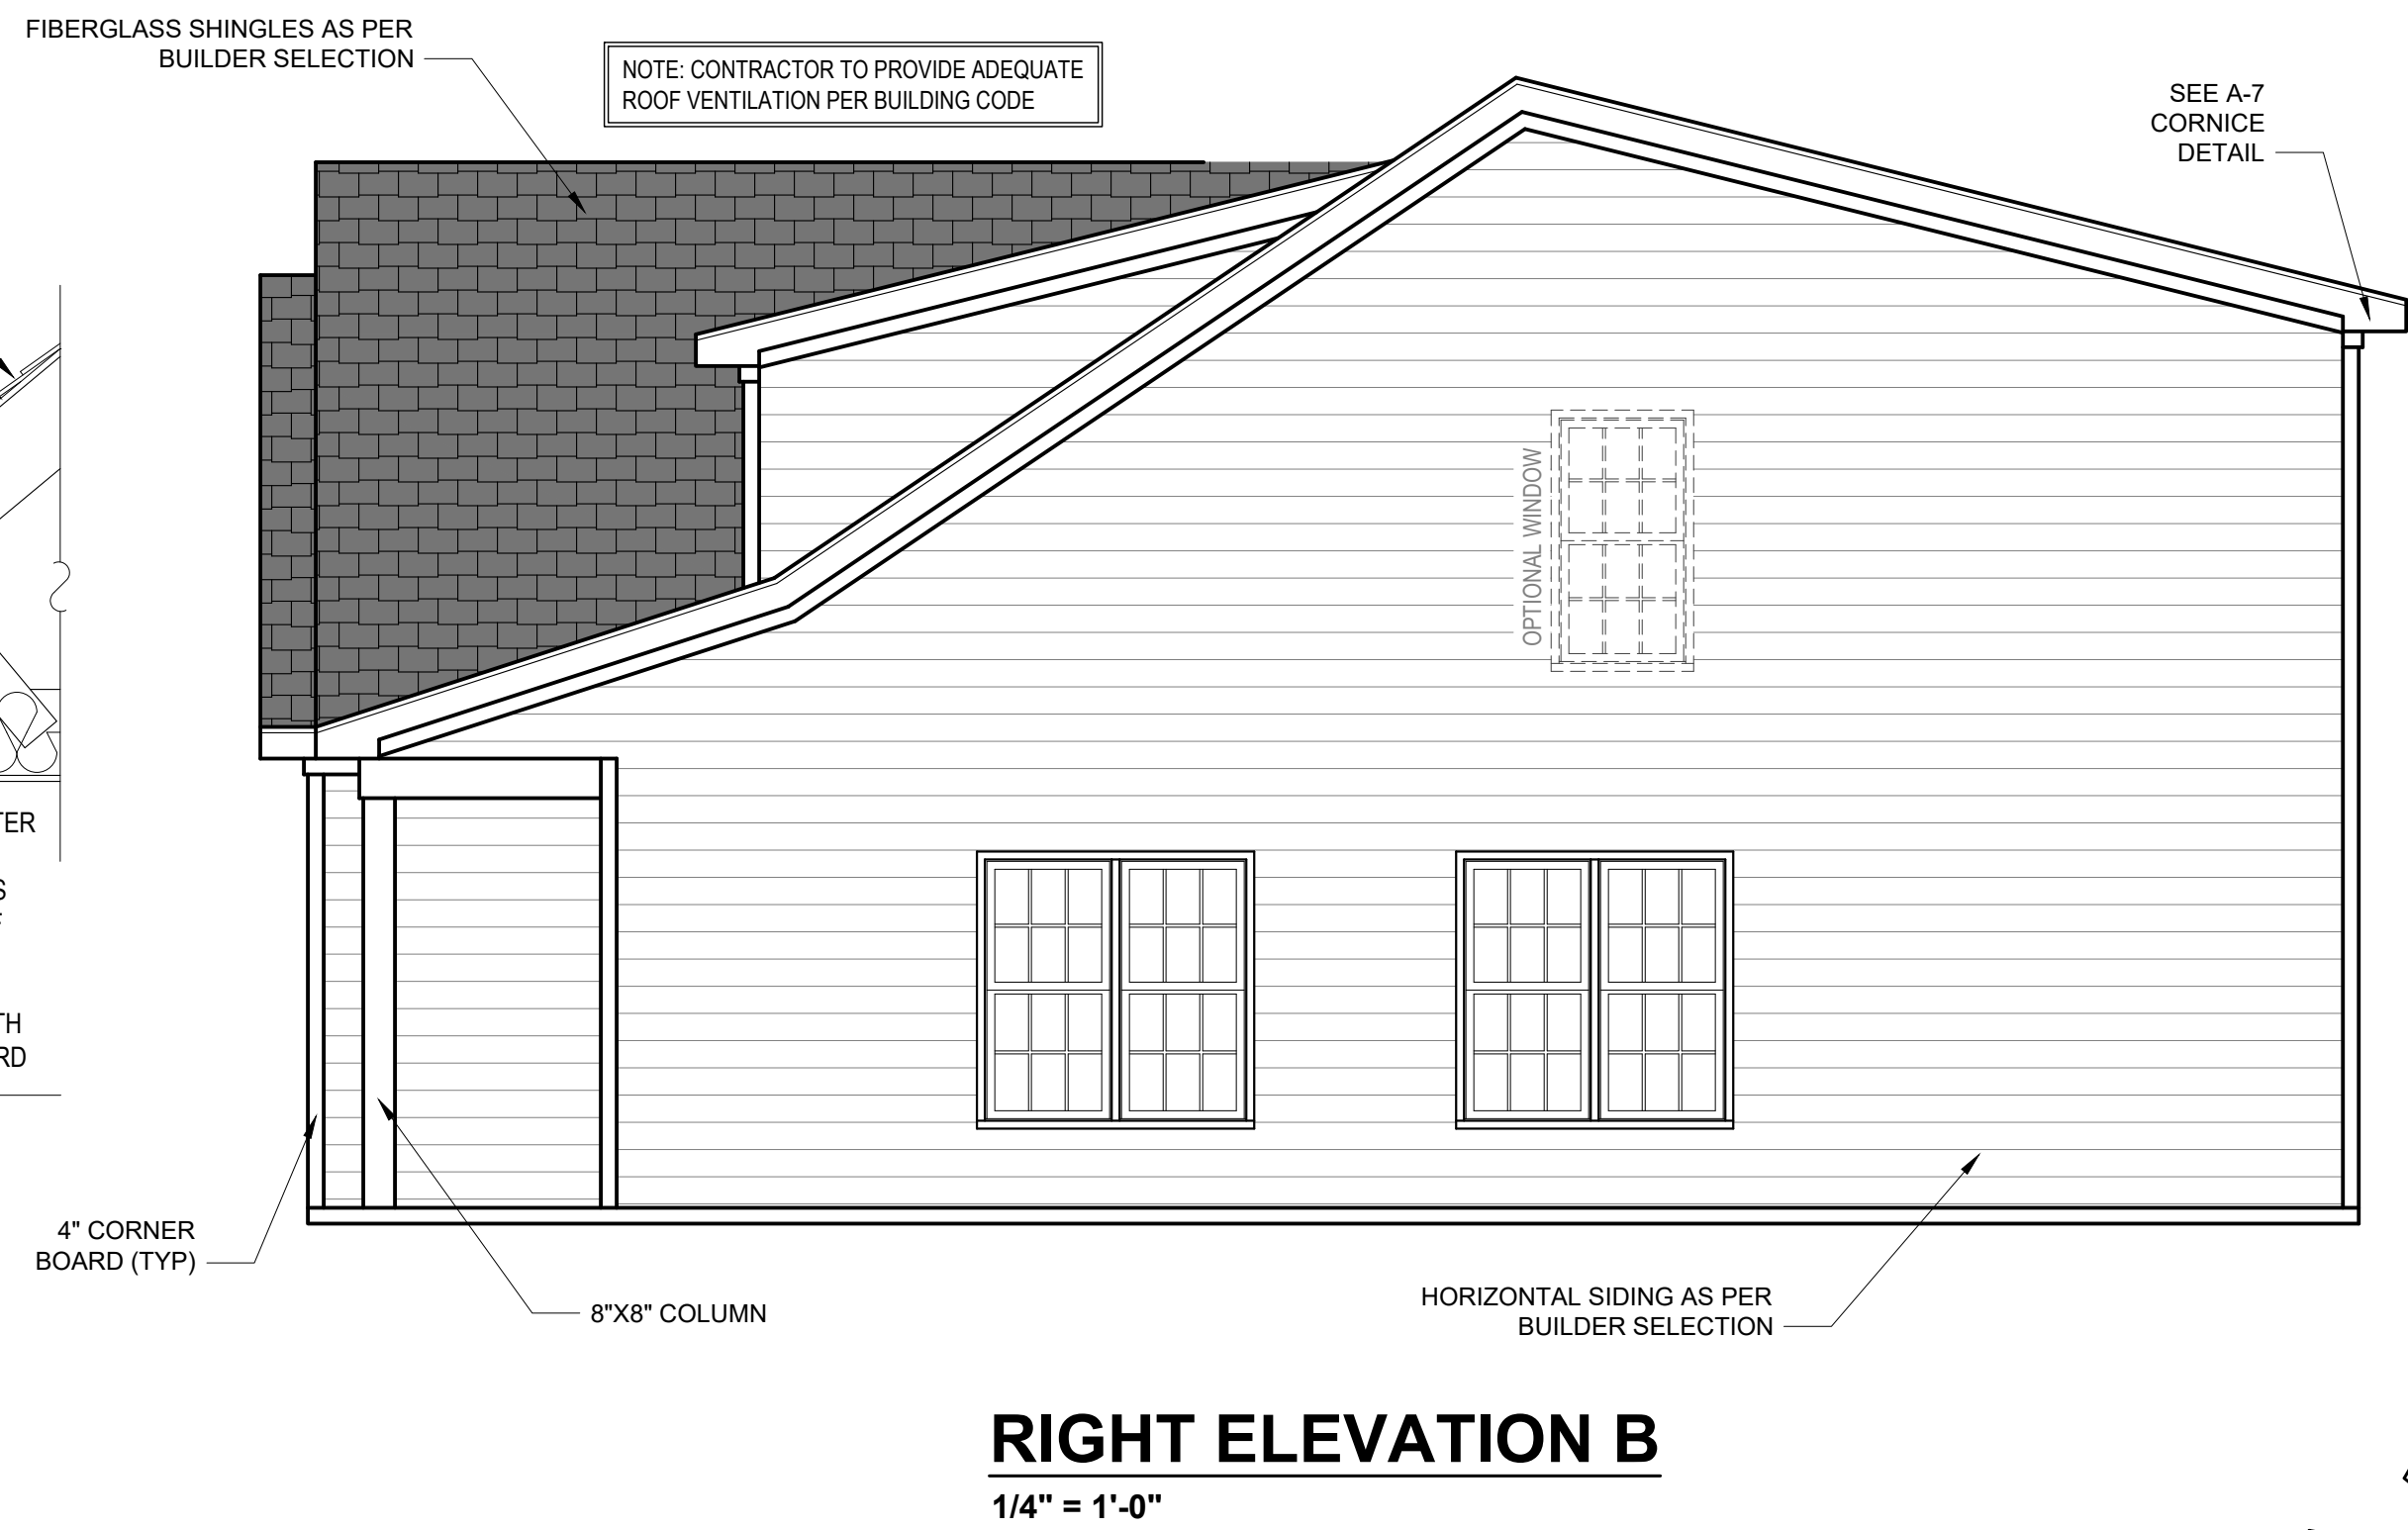 FIBERGLASS SHINGLES AS PER
BUILDER SELECTION
NOTE: CONTRACTOR TO PROVIDE ADEQUATE
ROOF VENTILATION PER BUILDING CODE
SEE A-7
CORNICE
DETAIL
OPTIONAL WINDOW
4" CORNER
BOARD (TYP)
8"X8" COLUMN
HORIZONTAL SIDING AS PER
BUILDER SELECTION
RIGHT ELEVATION B
1/4" = 1'-0"